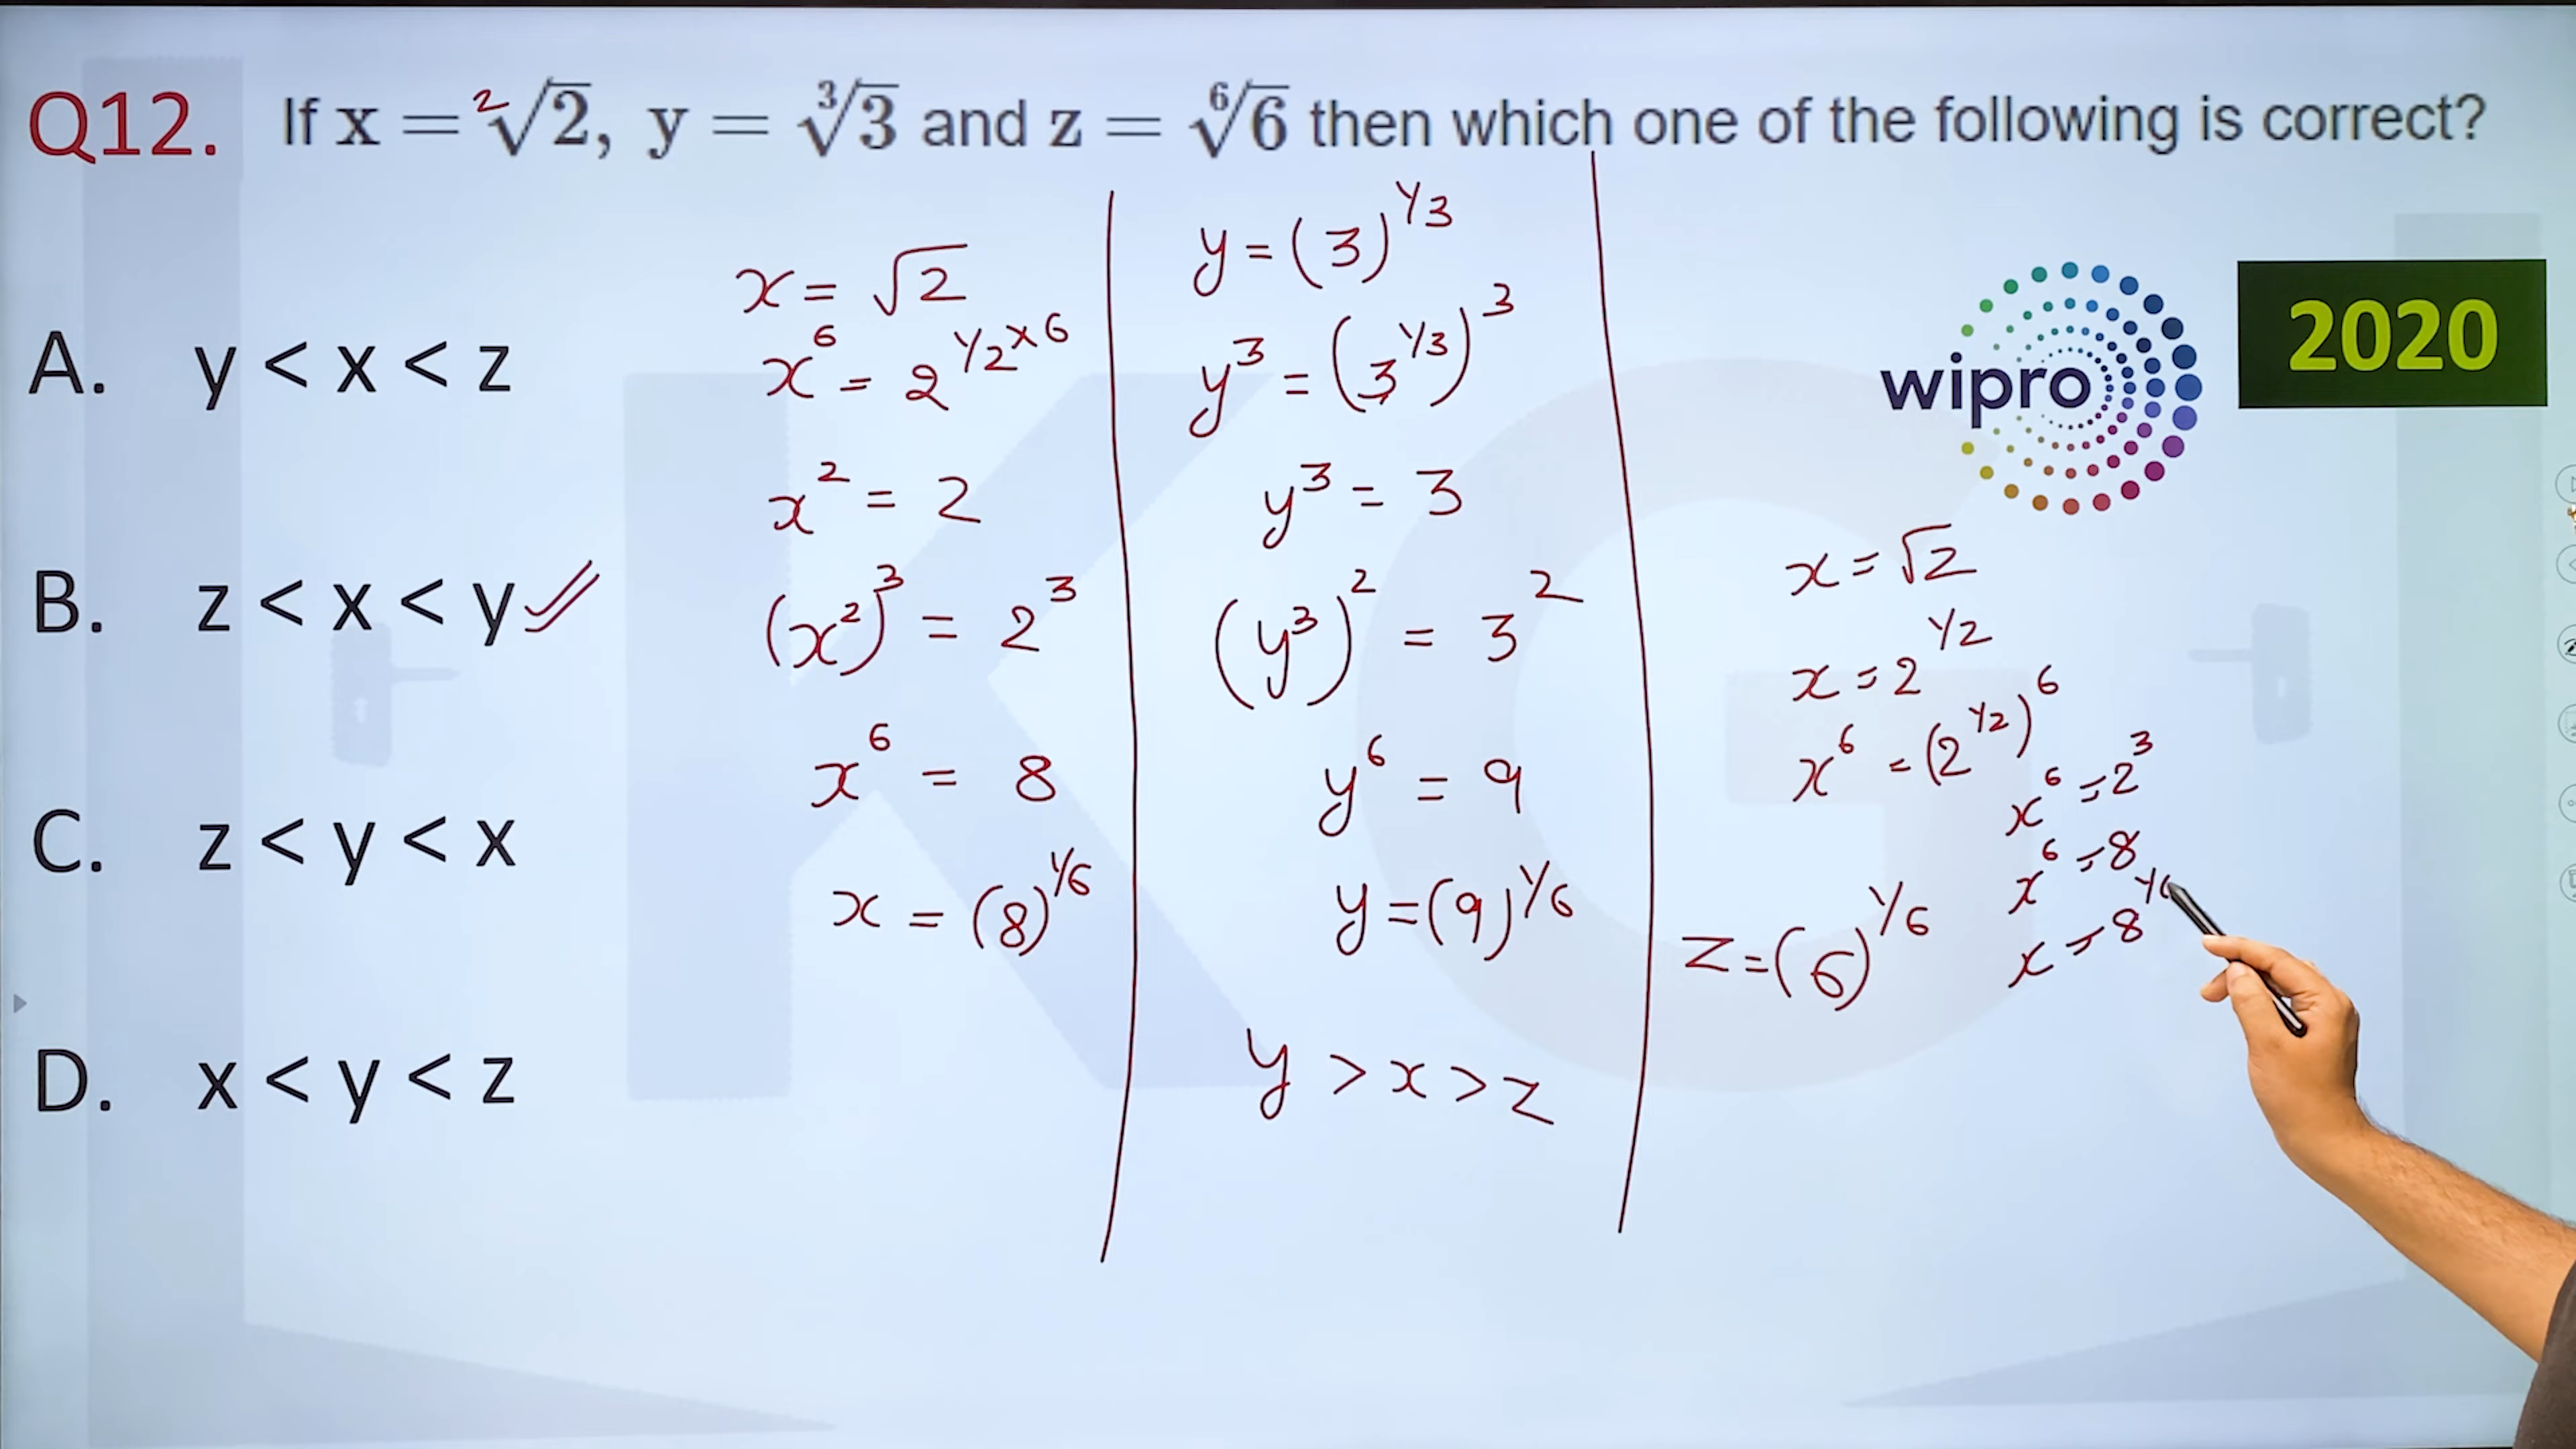 Q12. If x = ²√2, y = ³√3 and z = ⁶√6 then which one of the following is correct?
A. y < x < z
B. z < x < y
C. z < y < x
D. x < y < z
x = √2
x⁶ = 2^(1/2 × 6)
x² = 2
(x²)³ = 2³
x⁶ = 8
x = (8)^(1/6)
y = (3)^(1/3)
y³ = (3^(1/3))³
y³ = 3
(y³)² = 3²
y⁶ = 9
y = (9)^(1/6)
y > x > z
wipro
2020
x = √2
x = 2^(1/2)
x⁶ = (2^(1/2))⁶
x⁶ = 2³
x⁶ = 8
x = 8^(1/6)
z = (6)^(1/6)
KG